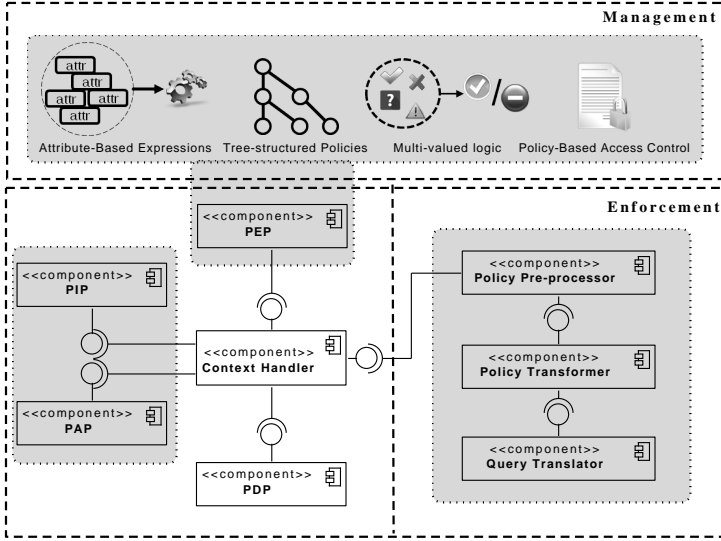 Management
attr
attr
attr attr
attr
?
Attribute-Based Expressions Tree-structured Policies Multi-valued logic Policy-Based Access Control
Enforcement
<<component>>
PEP
<<component>>
PIP
<<component>>
Policy Pre-processor
<<component>>
Context Handler
<<component>>
Policy Transformer
<<component>>
PAP
<<component>>
Query Translator
<<component>>
PDP